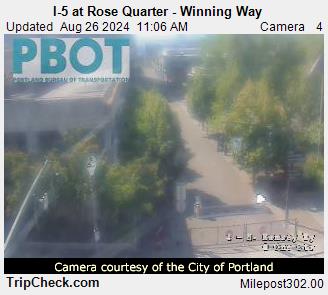 I-5 at Rose Quarter - Winning Way
Updated Aug 26 2024 11:06 AM Camera 4
PBOT
PORTLAND BUREAU OF TRANSPORTATION
Camera courtesy of the City of Portland
TripCheck.com Milepost302.00